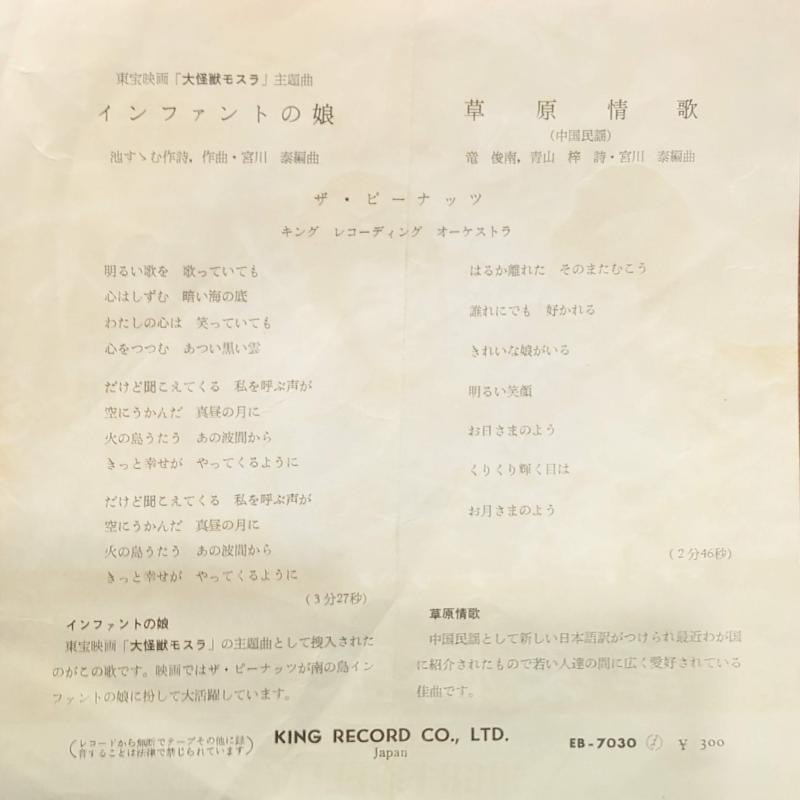 東宝映画「大怪獣モスラ」主題曲
インファントの娘
池すゝむ作詩, 作曲・宮川　泰編曲
草原情歌
(中国民謡)
竜　俊南, 青山　梓　詩・宮川　泰編曲
ザ・ピーナッツ
キング　レコーディング　オーケストラ
明るい歌を　歌っていても
心はしずむ　暗い海の底
わたしの心は　笑っていても
心をつつむ　あつい黒い雲
だけど聞こえてくる　私を呼ぶ声が
空にうかんだ　真昼の月に
火の島うたう　あの波間から
きっと幸せが　やってくるように
だけど聞こえてくる　私を呼ぶ声が
空にうかんだ　真昼の月に
火の島うたう　あの波間から
きっと幸せが　やってくるように
(3分27秒)
インファントの娘
東宝映画「大怪獣モスラ」の主題曲として挿入された
のがこの歌です。映画ではザ・ピーナッツが南の島イン
ファントの娘に扮して大活躍しています。
はるか離れた　そのまたむこう
誰れにでも　好かれる
きれいな娘がいる
明るい笑顔
お日さまのよう
くりくり輝く目は
お月さまのよう
(2分46秒)
草原情歌
中国民謡として新しい日本語訳がつけられ最近わが国
に紹介されたもので若い人達の間に広く愛好されている
佳曲です。
(レコードから無断でテープその他に録
音することは法律で禁じられています)
KING RECORD CO., LTD.
Japan
EB-7030 ¥ 300